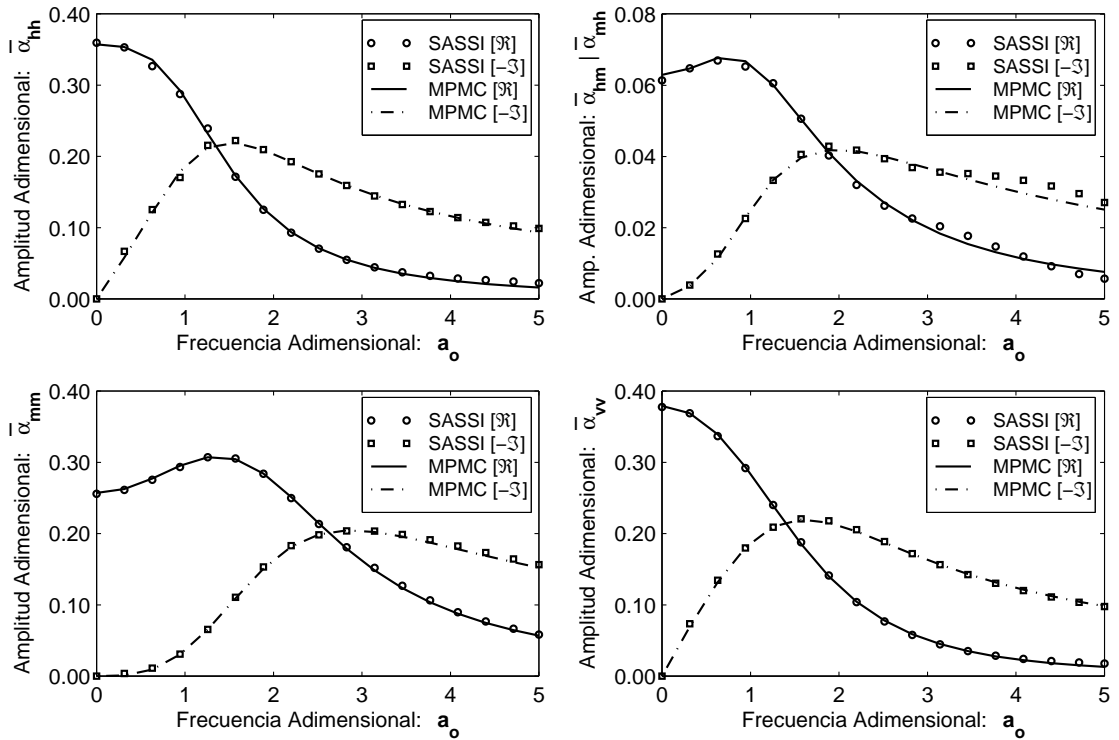 Amplitud Adimensional: ᾱhh
0.40
0.30
0.20
0.10
0.00
0 1 2 3 4 5
Frecuencia Adimensional: ao
SASSI [ℜ]
SASSI [−ℑ]
MPMC [ℜ]
MPMC [−ℑ]
Amp. Adimensional: ᾱhm | ᾱmh
0.08
0.06
0.04
0.02
0.00
0 1 2 3 4 5
Frecuencia Adimensional: ao
SASSI [ℜ]
SASSI [−ℑ]
MPMC [ℜ]
MPMC [−ℑ]
Amplitud Adimensional: ᾱmm
0.40
0.30
0.20
0.10
0.00
0 1 2 3 4 5
Frecuencia Adimensional: ao
SASSI [ℜ]
SASSI [−ℑ]
MPMC [ℜ]
MPMC [−ℑ]
Amplitud Adimensional: ᾱvv
0.40
0.30
0.20
0.10
0.00
0 1 2 3 4 5
Frecuencia Adimensional: ao
SASSI [ℜ]
SASSI [−ℑ]
MPMC [ℜ]
MPMC [−ℑ]